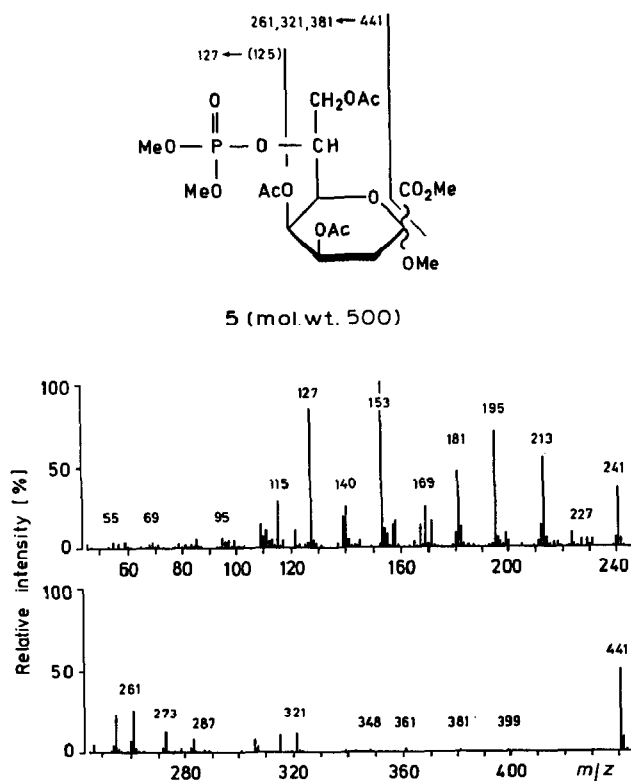 261,321,381 ← 441
127 ← (125)
CH₂OAc
O
MeO P O CH
MeO AcO O CO₂Me
OAc
OMe
5 (mol.wt. 500)
Relative intensity [%]
100
50
0
55 69 95 115 127 140 153 169 181 195 213 227 241
60 80 100 120 140 160 180 200 220 240
100
50
0
261 273 287 321 348 361 381 399 441
280 320 360 400 m/z